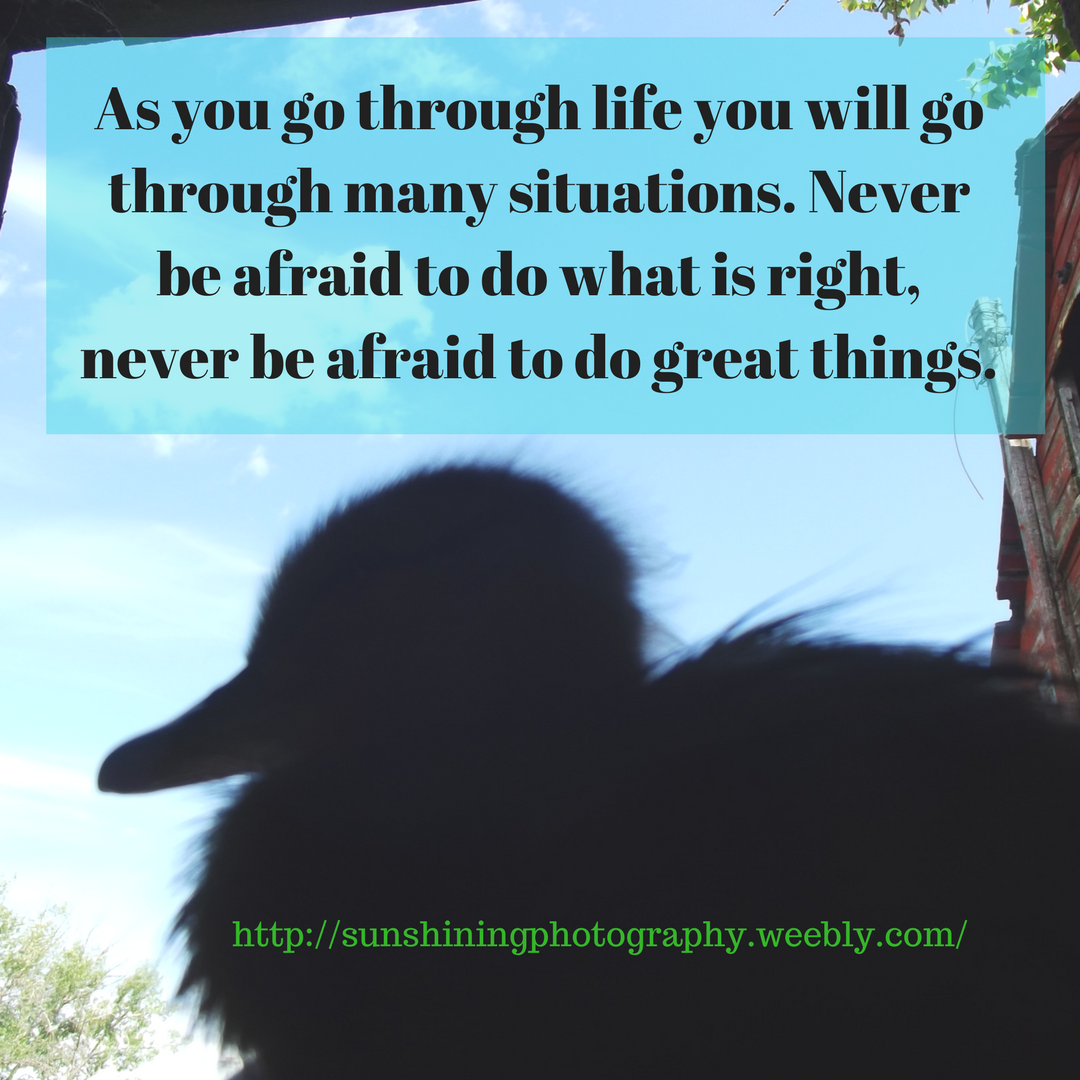 As you go through life you will go
through many situations. Never
be afraid to do what is right,
never be afraid to do great things.
http://sunshiningphotography.weebly.com/